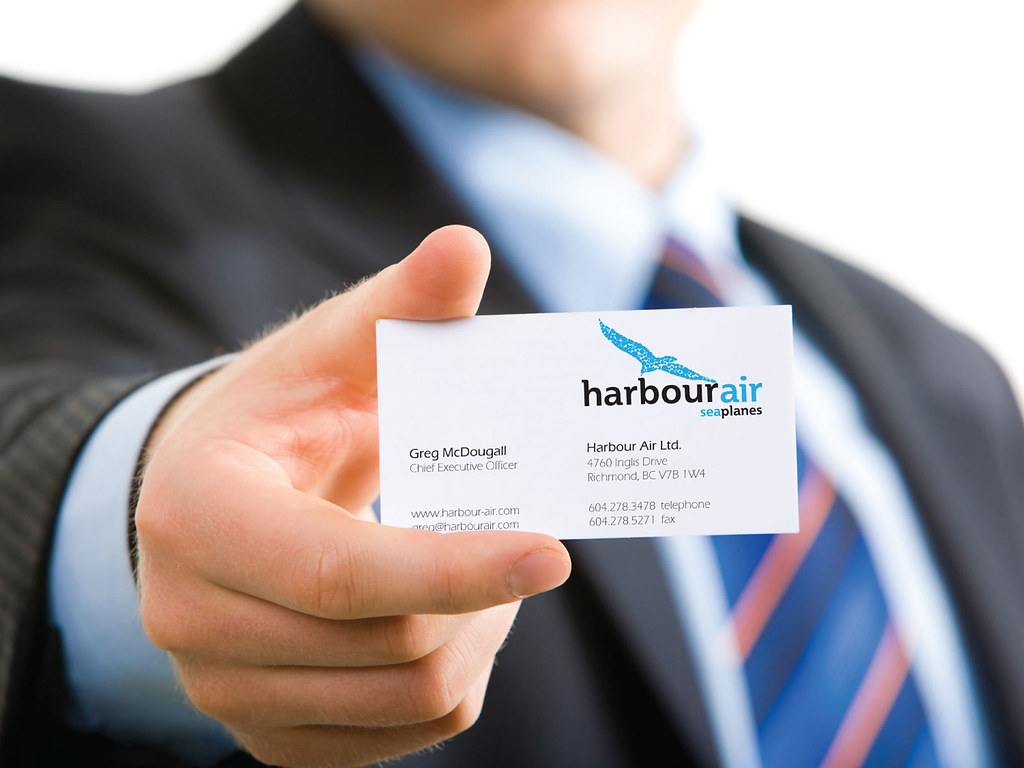 harbourair
seaplanes
Greg McDougall
Chief Executive Officer
www.harbour-air.com
greg@harbourair.com
Harbour Air Ltd.
4760 Inglis Drive
Richmond, BC V7B 1W4
604.278.3478 telephone
604.278.5271 fax